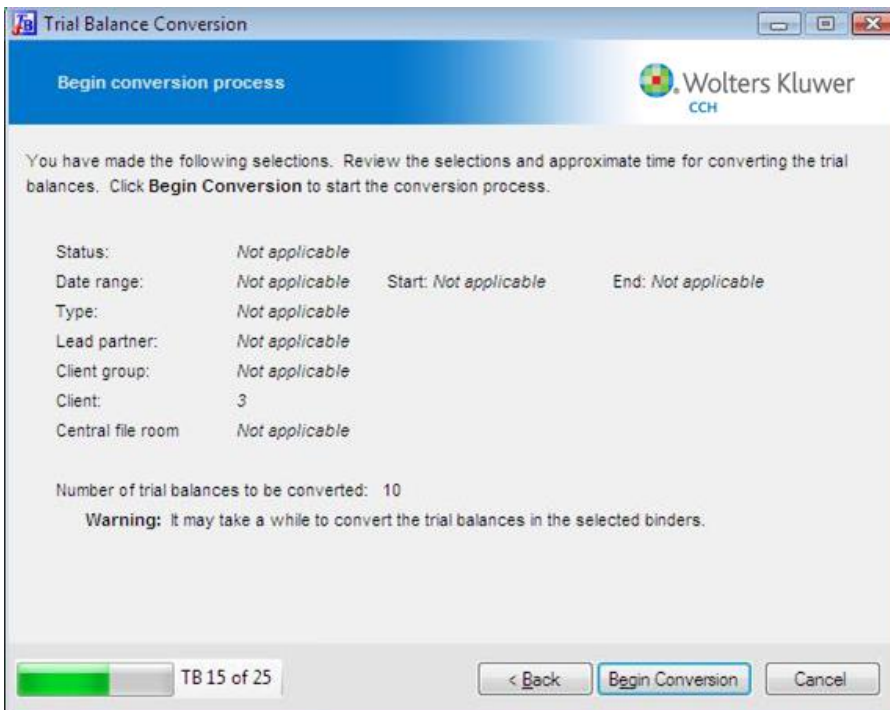 TB Trial Balance Conversion
Begin conversion process
Wolters Kluwer
CCH
You have made the following selections. Review the selections and approximate time for converting the trial
balances. Click Begin Conversion to start the conversion process.
Status: Not applicable
Date range: Not applicable Start: Not applicable End: Not applicable
Type: Not applicable
Lead partner: Not applicable
Client group: Not applicable
Client: 3
Central file room Not applicable
Number of trial balances to be converted: 10
Warning: It may take a while to convert the trial balances in the selected binders.
TB 15 of 25 < Back Begin Conversion Cancel